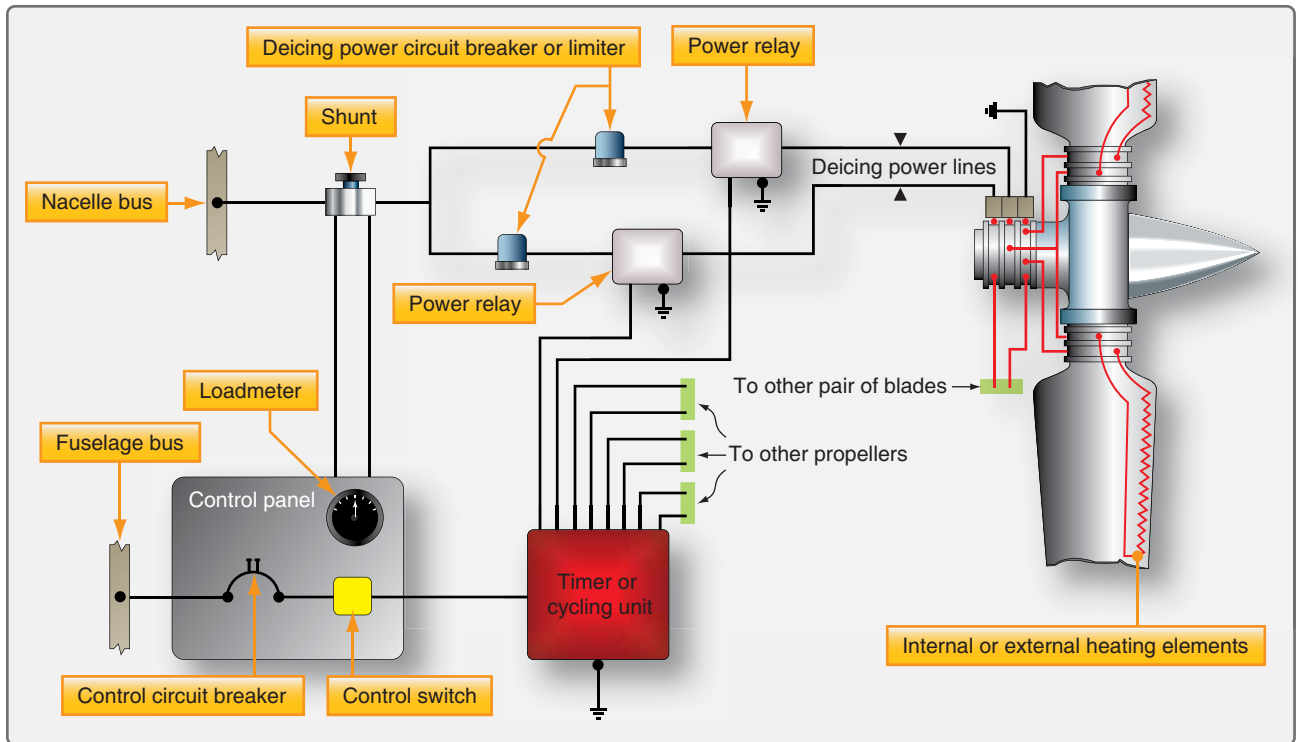 Deicing power circuit breaker or limiter
Power relay
Shunt
Nacelle bus
Deicing power lines
Power relay
To other pair of blades
Loadmeter
Fuselage bus
To other propellers
Control panel
Timer or
cycling unit
Internal or external heating elements
Control circuit breaker
Control switch